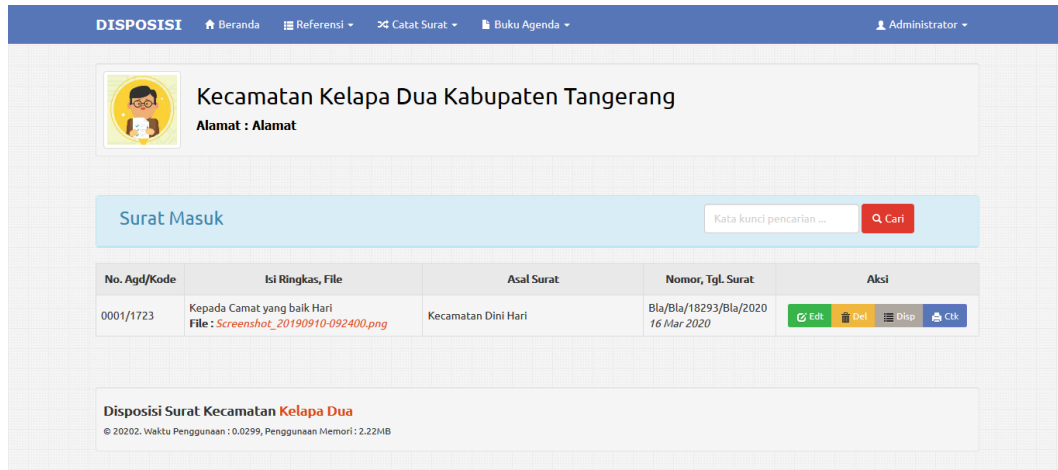 DISPOSISI Beranda Referensi Catat Surat Buku Agenda Administrator
Kecamatan Kelapa Dua Kabupaten Tangerang
Alamat : Alamat
Surat Masuk Kata kunci pencarian ... Cari
No. Agd/Kode Isi Ringkas, File Asal Surat Nomor, Tgl. Surat Aksi
0001/1723 Kepada Camat yang baik Hari Kecamatan Dini Hari Bla/Bla/18293/Bla/2020 Edt Del Disp Ctk
File : Screenshot_20190910-092400.png 16 Mar 2020
Disposisi Surat Kecamatan Kelapa Dua
© 20202. Waktu Penggunaan : 0.0299, Penggunaan Memori : 2.22MB